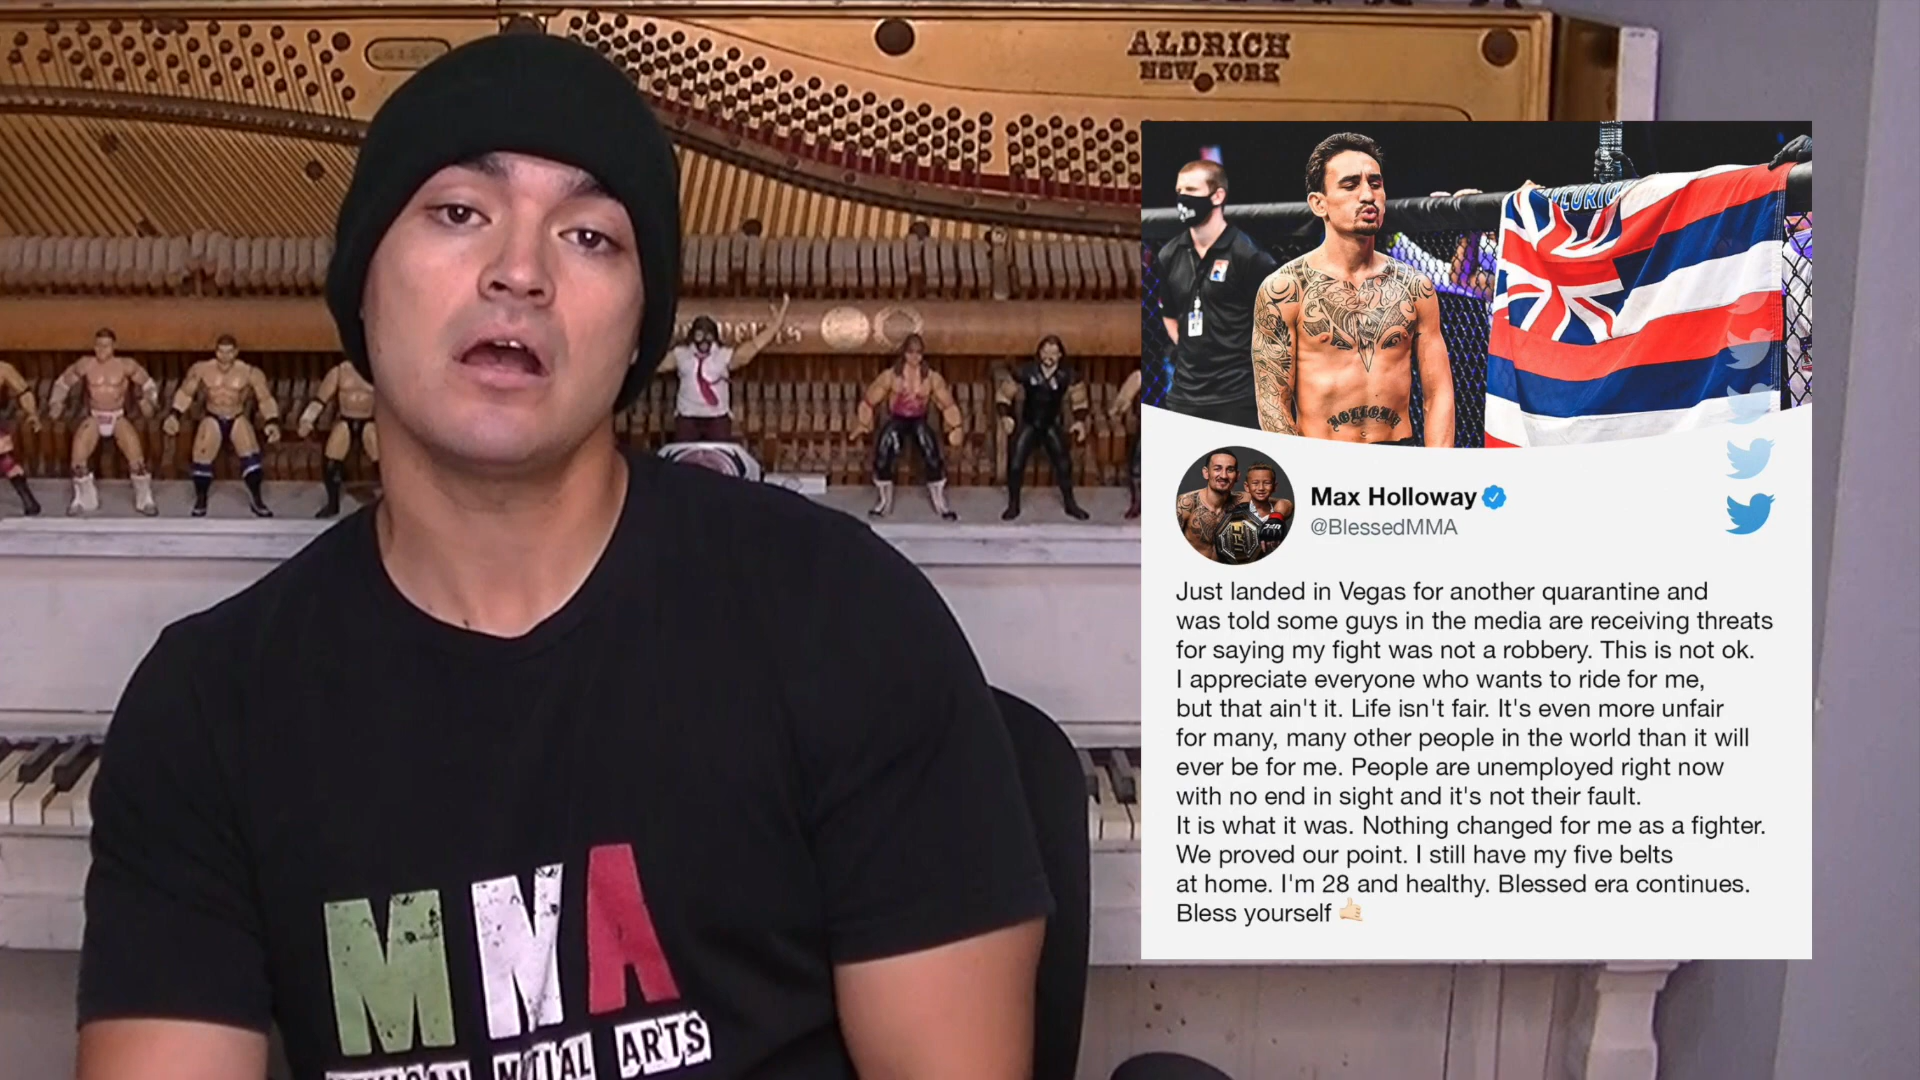 ALDRICH
NEW YORK
Max Holloway
@BlessedMMA
Just landed in Vegas for another quarantine and
was told some guys in the media are receiving threats
for saying my fight was not a robbery. This is not ok.
I appreciate everyone who wants to ride for me,
but that ain't it. Life isn't fair. It's even more unfair
for many, many other people in the world than it will
ever be for me. People are unemployed right now
with no end in sight and it's not their fault.
It is what it was. Nothing changed for me as a fighter.
We proved our point. I still have my five belts
at home. I'm 28 and healthy. Blessed era continues.
Bless yourself 🤙🏻
MMA
ARTS